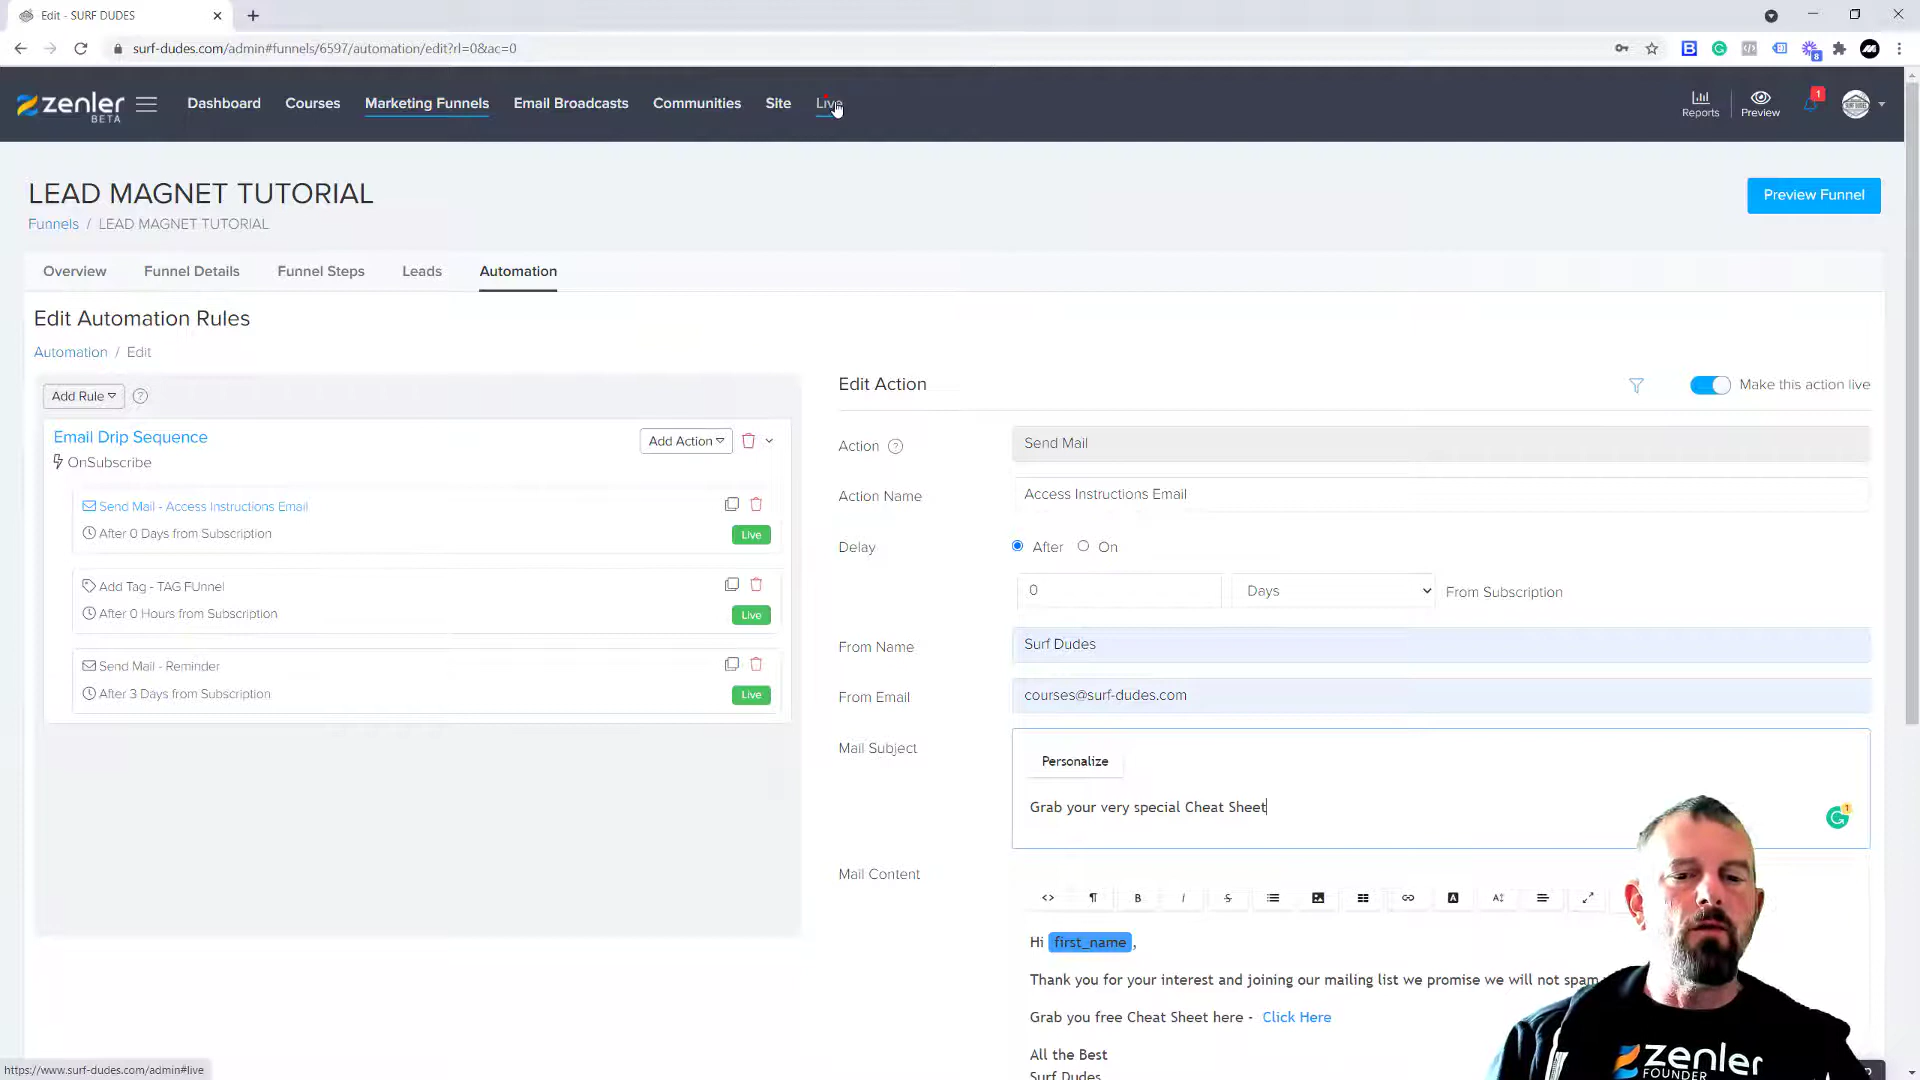 Edit - SURF DUDES
surf-dudes.com/admin#funnels/6597/automation/edit?rl=0&ac=0
zenler
BETA
Dashboard
Courses
Marketing Funnels
Email Broadcasts
Communities
Site
Live
Reports
Preview
1
8
LEAD MAGNET TUTORIAL
Funnels / LEAD MAGNET TUTORIAL
Preview Funnel
Overview
Funnel Details
Funnel Steps
Leads
Automation
Edit Automation Rules
Automation / Edit
Add Rule
Email Drip Sequence
Add Action
OnSubscribe
Send Mail - Access Instructions Email
After 0 Days from Subscription
Live
Add Tag - TAG FUnnel
After 0 Hours from Subscription
Live
Send Mail - Reminder
After 3 Days from Subscription
Live
Edit Action
Make this action live
Action
Send Mail
Action Name
Access Instructions Email
Delay
After On
0
Days
From Subscription
From Name
Surf Dudes
From Email
courses@surf-dudes.com
Mail Subject
Personalize
Grab your very special Cheat Sheet
1
Mail Content
Hi first_name,
Thank you for your interest and joining our mailing list we promise we will not spam
Grab you free Cheat Sheet here - Click Here
All the Best
Surf Dudes
https://www.surf-dudes.com/admin#live
zenler
FOUNDER